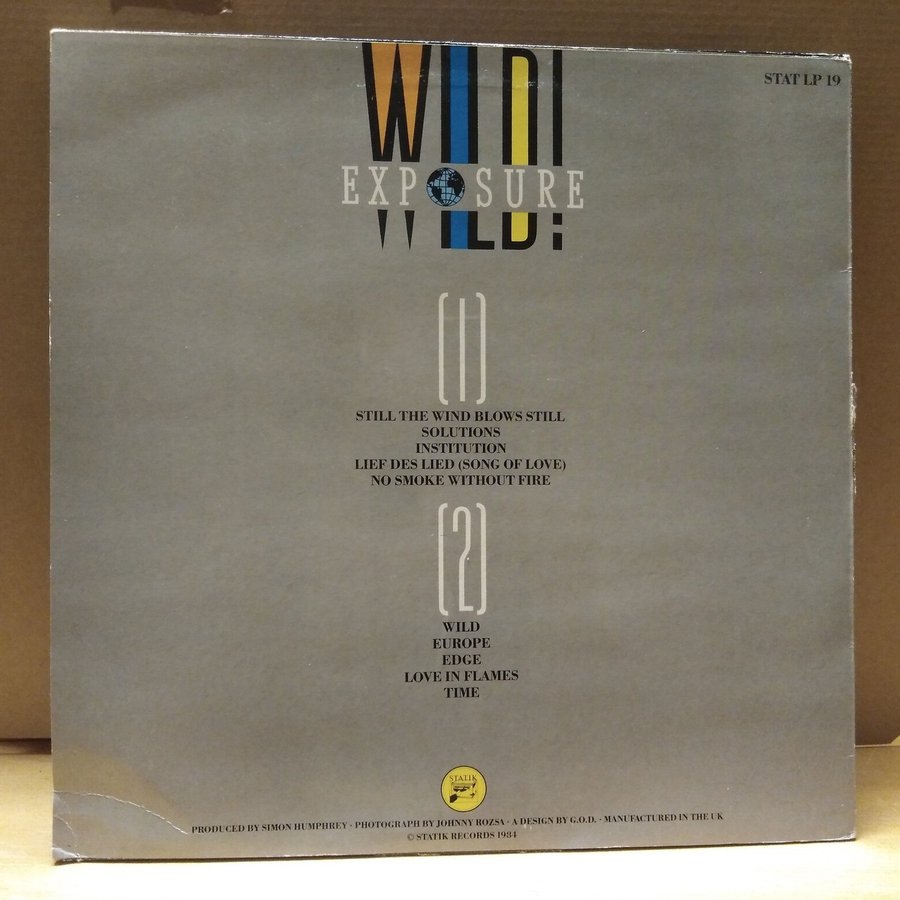 STAT LP 19
WILD!
EXPOSURE
(1)
STILL THE WIND BLOWS STILL
SOLUTIONS
INSTITUTION
LIEF DES LIED (SONG OF LOVE)
NO SMOKE WITHOUT FIRE
(2)
WILD
EUROPE
EDGE
LOVE IN FLAMES
TIME
STATIK
PRODUCED BY SIMON HUMPHREY · PHOTOGRAPH BY JOHNNY ROZSA · A DESIGN BY G.O.D. · MANUFACTURED IN THE UK
© STATIK RECORDS 1984